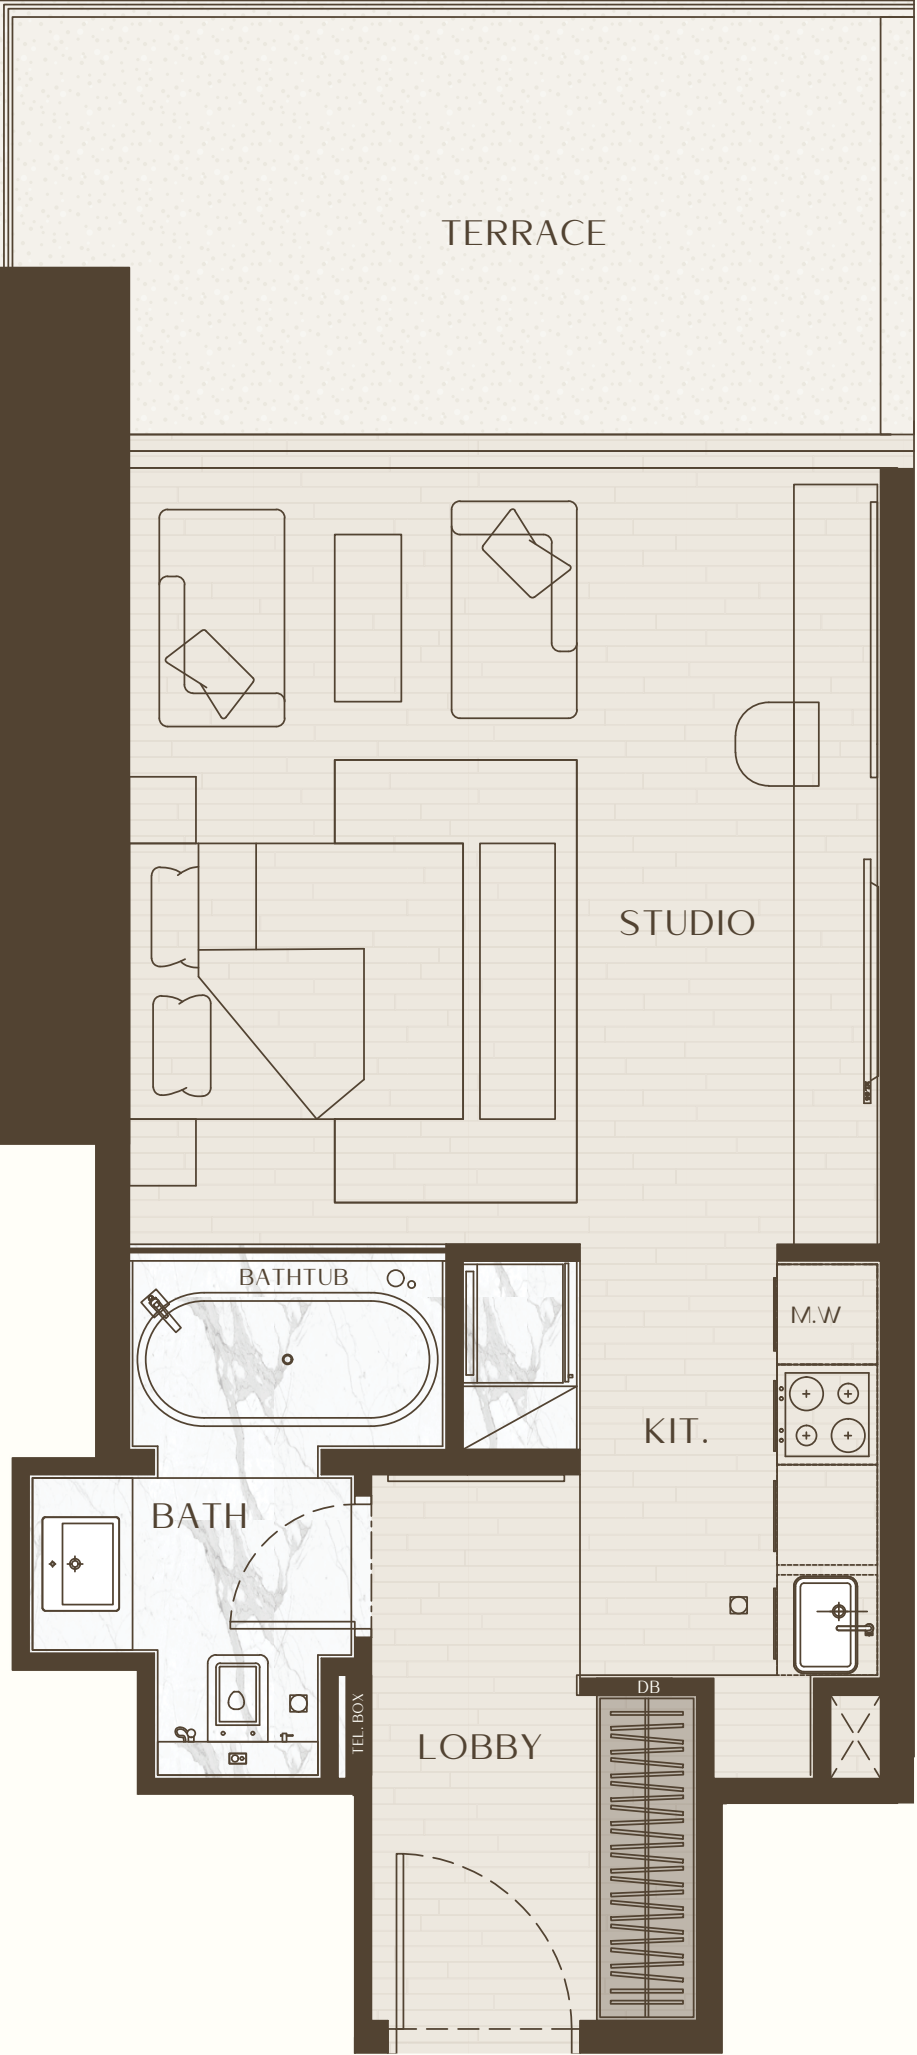 TERRACE
STUDIO
BATHTUB
M.W
KIT.
BATH
DB
TEL. BOX
LOBBY